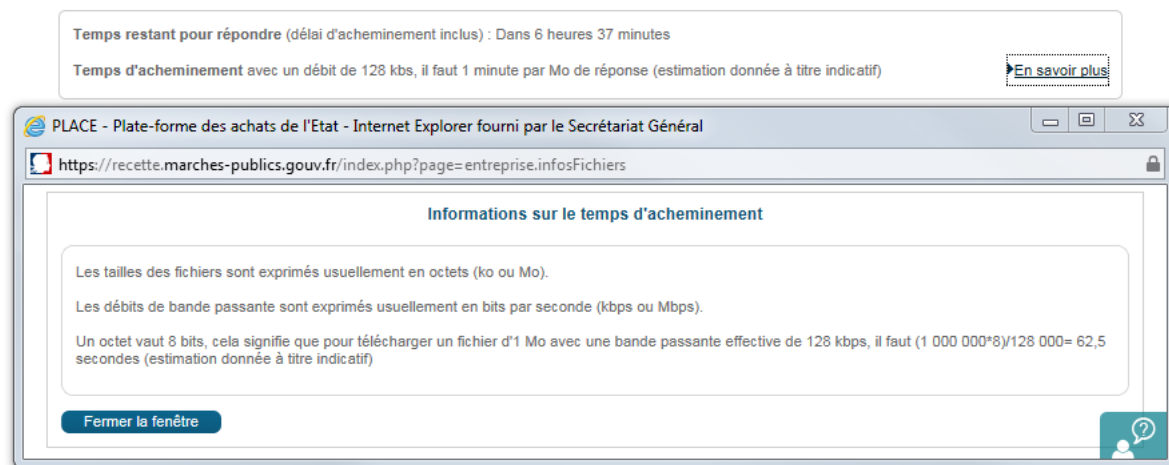 Temps restant pour répondre (délai d'acheminement inclus) : Dans 6 heures 37 minutes
Temps d'acheminement avec un débit de 128 kbs, il faut 1 minute par Mo de réponse (estimation donnée à titre indicatif) En savoir plus
PLACE - Plate-forme des achats de l'Etat - Internet Explorer fourni par le Secrétariat Général
https://recette.marches-publics.gouv.fr/index.php?page=entreprise.infosFichiers
Informations sur le temps d'acheminement
Les tailles des fichiers sont exprimés usuellement en octets (ko ou Mo).
Les débits de bande passante sont exprimés usuellement en bits par seconde (kbps ou Mbps).
Un octet vaut 8 bits, cela signifie que pour télécharger un fichier d'1 Mo avec une bande passante effective de 128 kbps, il faut (1 000 000*8)/128 000= 62,5
secondes (estimation donnée à titre indicatif)
Fermer la fenêtre